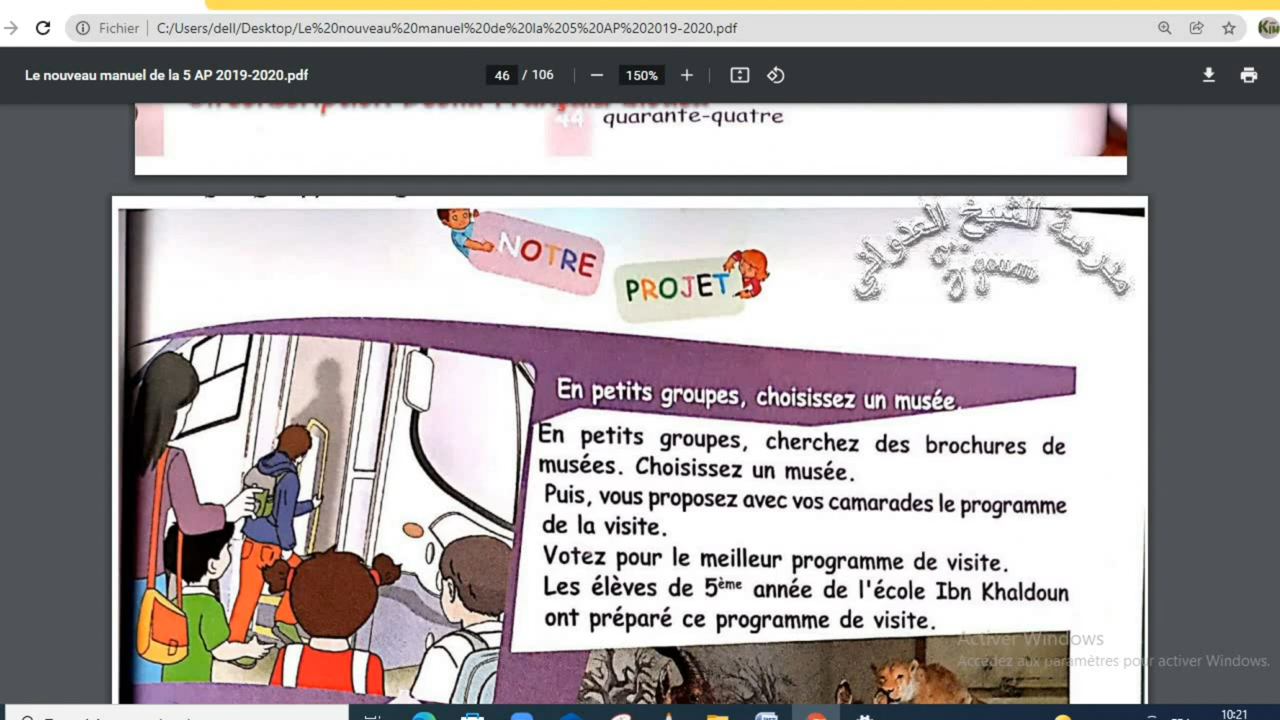 Fichier C:/Users/dell/Desktop/Le%20nouveau%20manuel%20de%20la%205%20AP%202019-2020.pdf
Le nouveau manuel de la 5 AP 2019-2020.pdf
46 / 106
150%
44 quarante-quatre
NOTRE
PROJET
مدرسة الشيخ العدواني
En petits groupes, choisissez un musée.
En petits groupes, cherchez des brochures de
musées. Choisissez un musée.
Puis, vous proposez avec vos camarades le programme
de la visite.
Votez pour le meilleur programme de visite.
Les élèves de 5ème année de l'école Ibn Khaldoun
ont préparé ce programme de visite.
Activer Windows
Accédez aux paramètres pour activer Windows.
10:21